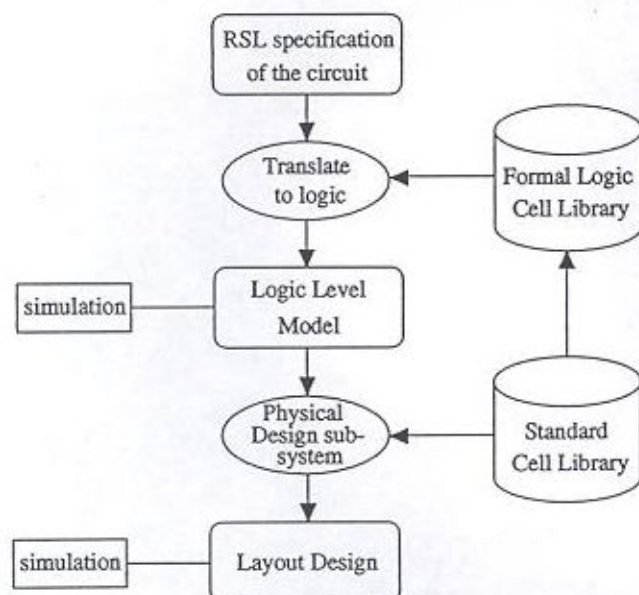 RSL specification
of the circuit
Translate
to logic
Formal Logic
Cell Library
simulation
Logic Level
Model
Physical
Design sub-
system
Standard
Cell Library
simulation
Layout Design